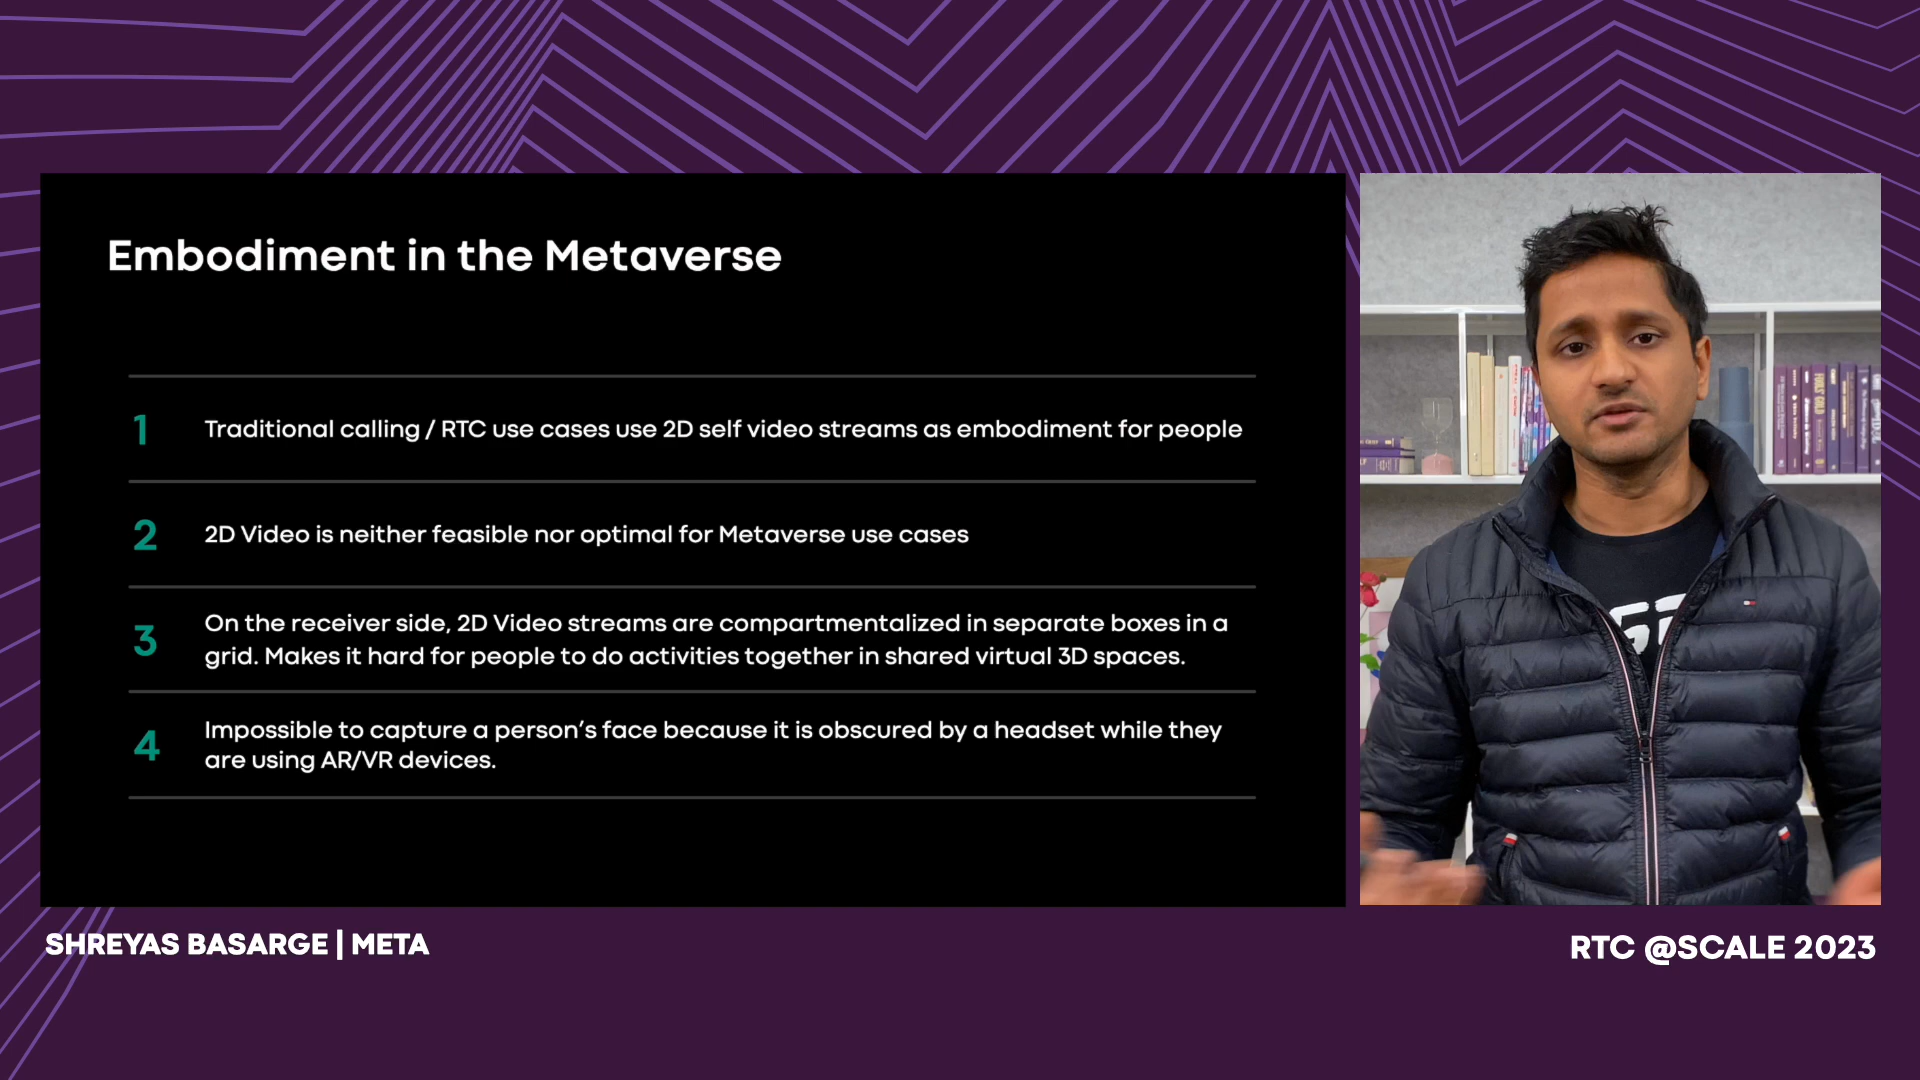 Embodiment in the Metaverse
1
Traditional calling / RTC use cases use 2D self video streams as embodiment for people
2
2D Video is neither feasible nor optimal for Metaverse use cases
3
On the receiver side, 2D Video streams are compartmentalized in separate boxes in a
grid. Makes it hard for people to do activities together in shared virtual 3D spaces.
4
Impossible to capture a person’s face because it is obscured by a headset while they
are using AR/VR devices.
FOOL'S GOLD
SHREYAS BASARGE | META
RTC @SCALE 2023